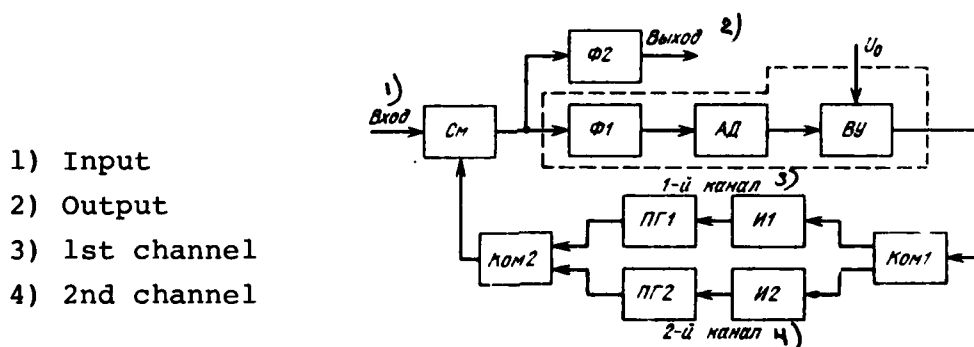 1) Input
2) Output
3) 1st channel
4) 2nd channel
1)
Вход
См
Ф2
Выход
2)
U₀
Ф1
АД
ВУ
1-й канал 3)
ПГ1
И1
Ком2
Ком1
ПГ2
И2
2-й канал 4)